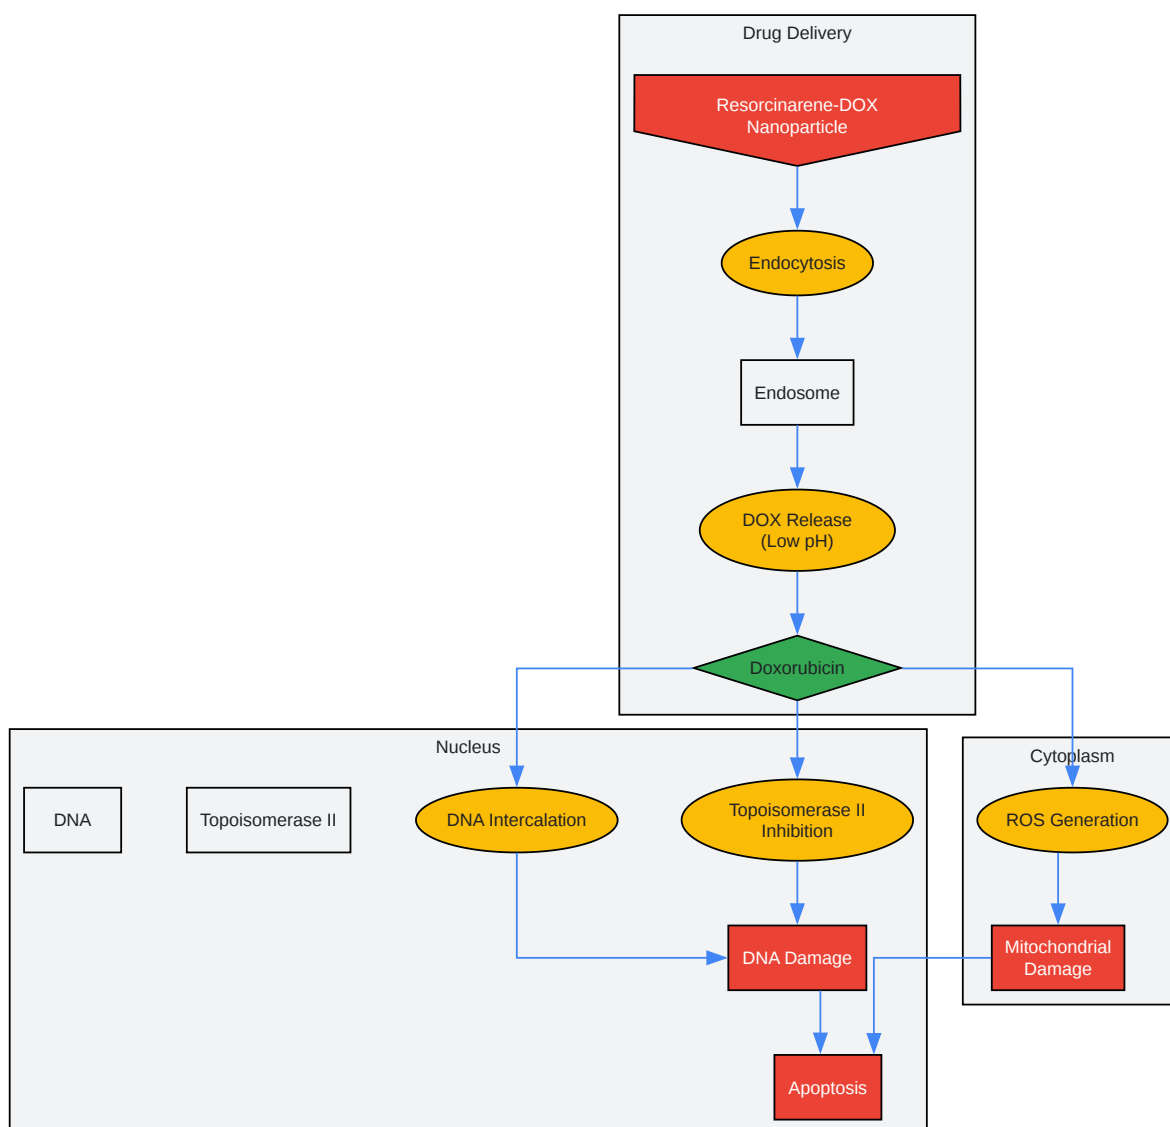 Drug Delivery
Resorcinarene-DOX
Nanoparticle
Endocytosis
Endosome
DOX Release
(Low pH)
Doxorubicin
Nucleus
Cytoplasm
DNA
Topoisomerase II
DNA Intercalation
Topoisomerase II
Inhibition
ROS Generation
DNA Damage
Mitochondrial
Damage
Apoptosis